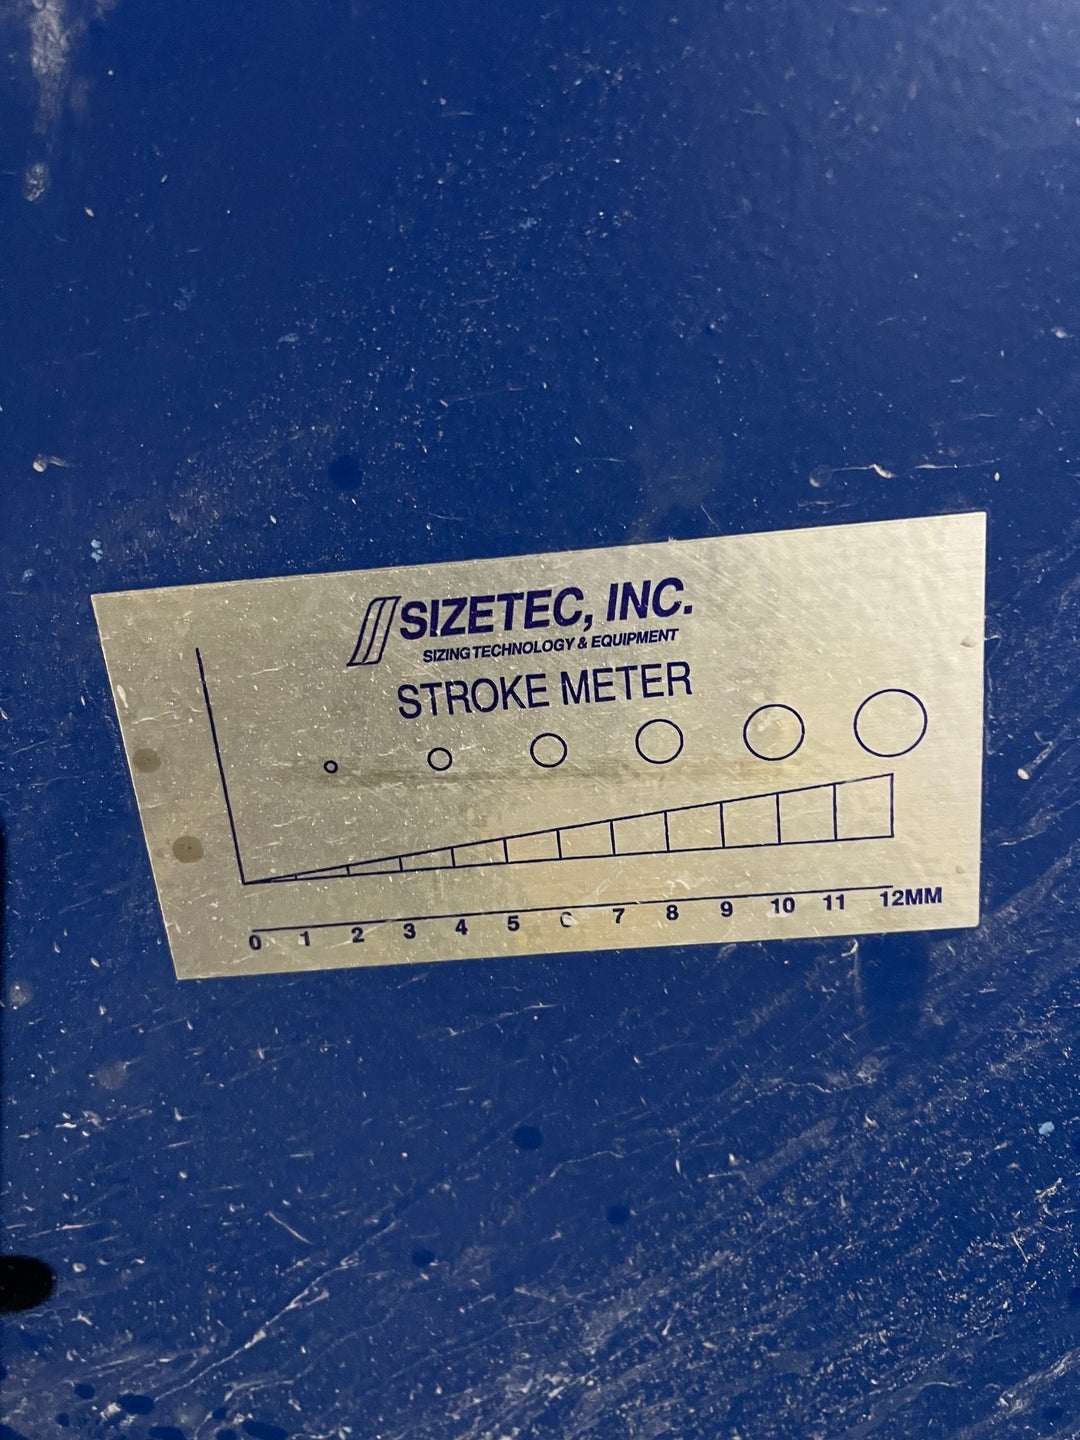 SIZETEC, INC.
SIZING TECHNOLOGY & EQUIPMENT
STROKE METER
0 1 2 3 4 5 6 7 8 9 10 11 12MM